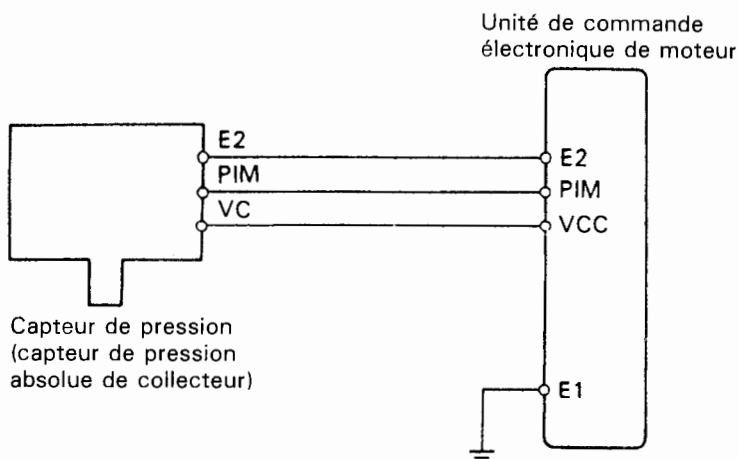 Unité de commande
électronique de moteur
E2
E2
PIM
PIM
VC
VCC
Capteur de pression
(capteur de pression
absolue de collecteur)
E1